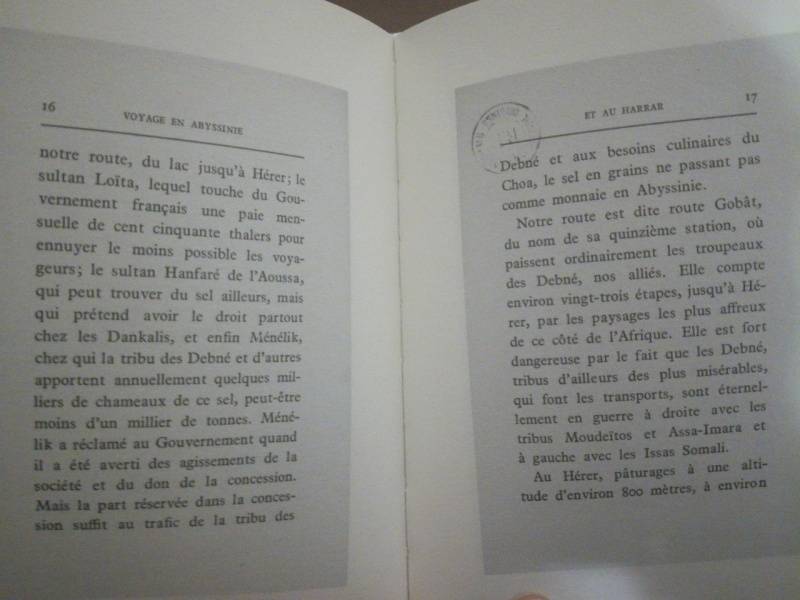 16
VOYAGE EN ABYSSINIE
notre route, du lac jusqu'à Hérer; le
sultan Loïta, lequel touche du Gou-
vernement français une paie men-
suelle de cent cinquante thalers pour
ennuyer le moins possible les voya-
geurs; le sultan Hanfaré de l'Aoussa,
qui peut trouver du sel ailleurs, mais
qui prétend avoir le droit partout
chez les Dankalis, et enfin Ménélik,
chez qui la tribu des Debné et d'autres
apportent annuellement quelques mil-
liers de chameaux de ce sel, peut-être
moins d'un millier de tonnes. Méné-
lik a réclamé au Gouvernement quand
il a été averti des agissements de la
société et du don de la concession.
Mais la part réservée dans la conces-
sion suffit au trafic de la tribu des
ET AU HARRAR
17
Debné et aux besoins culinaires du
Choa, le sel en grains ne passant pas
comme monnaie en Abyssinie.
Notre route est dite route Gobât,
du nom de sa quinzième station, où
paissent ordinairement les troupeaux
des Debné, nos alliés. Elle compte
environ vingt-trois étapes, jusqu'à Hé-
rer, par les paysages les plus affreux
de ce côté de l'Afrique. Elle est fort
dangereuse par le fait que les Debné,
tribus d'ailleurs des plus misérables,
qui font les transports, sont éternel-
lement en guerre à droite avec les
tribus Moudeïtos et Assa-Imara et
à gauche avec les Issas Somali.
Au Hérer, pâturages à une alti-
tude d'environ 800 mètres, à environ